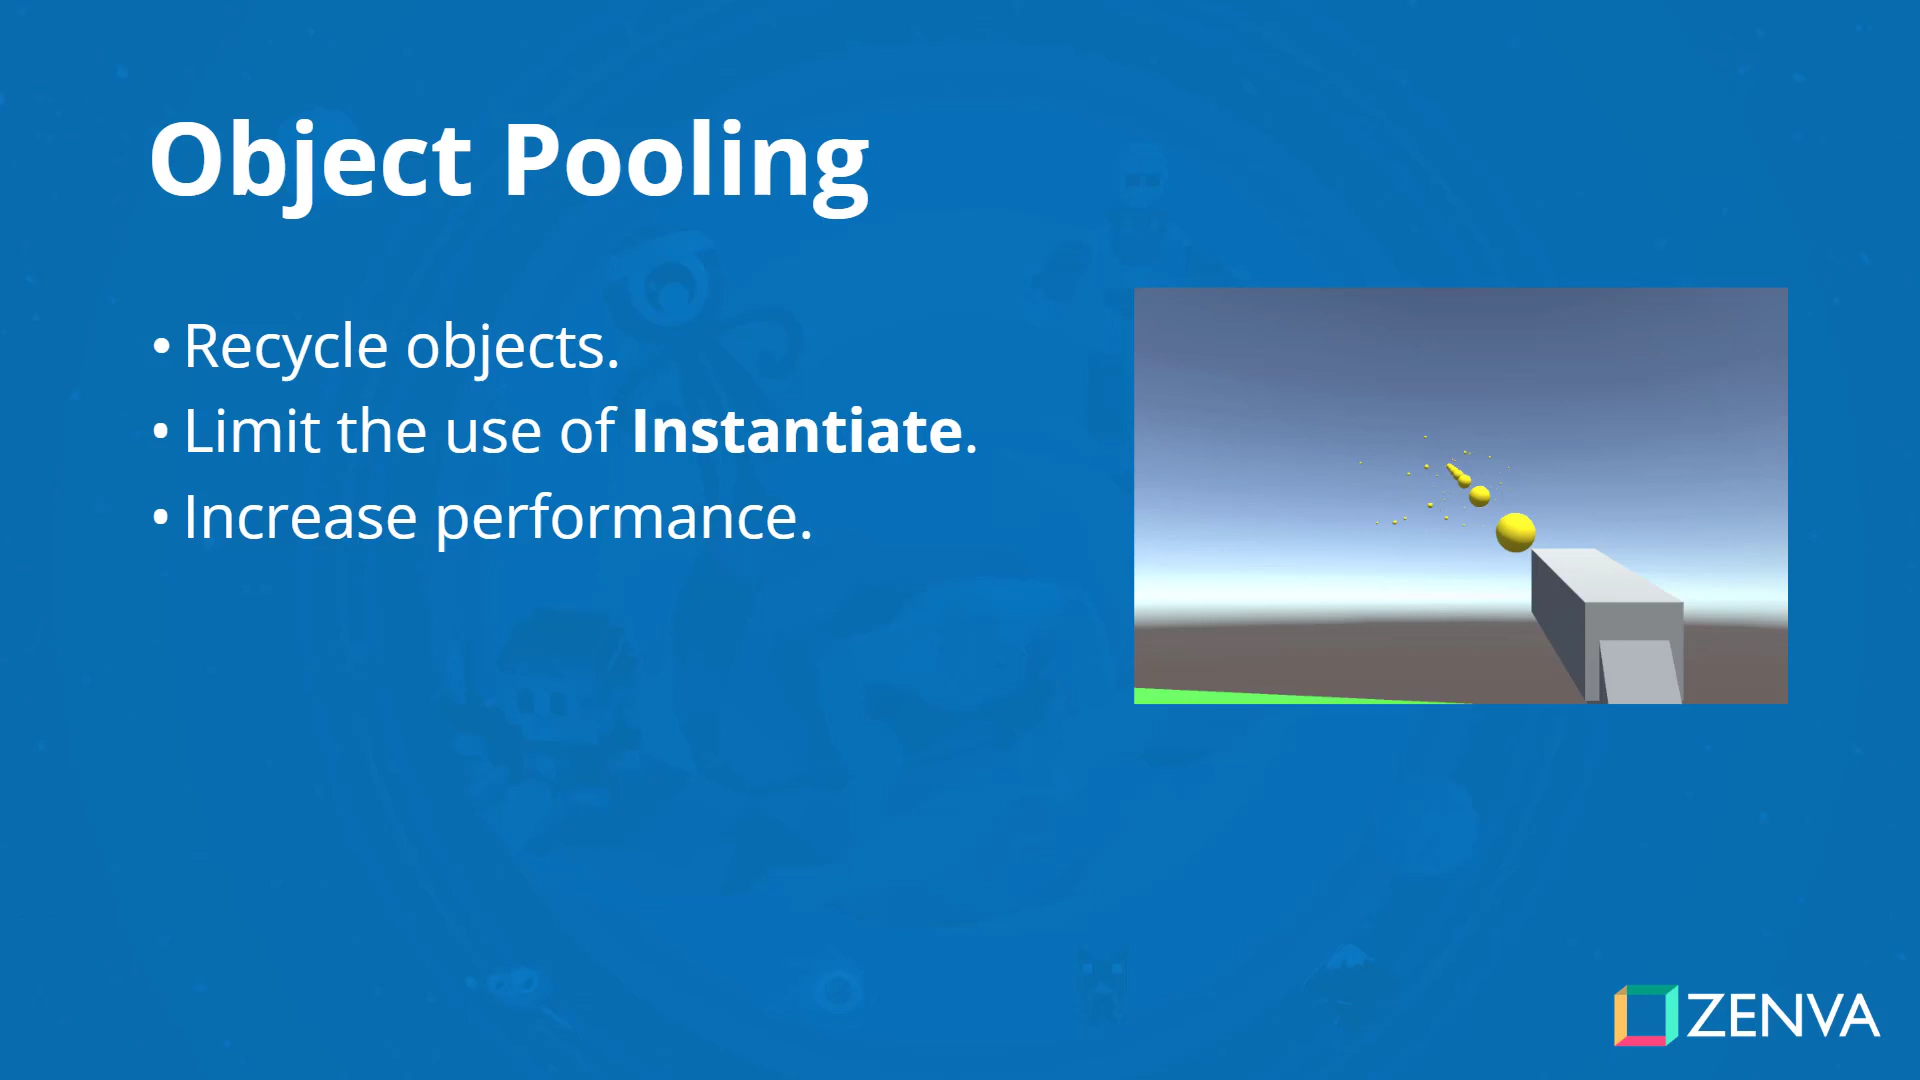 Object Pooling
• Recycle objects.
• Limit the use of Instantiate.
• Increase performance.
ZENVA